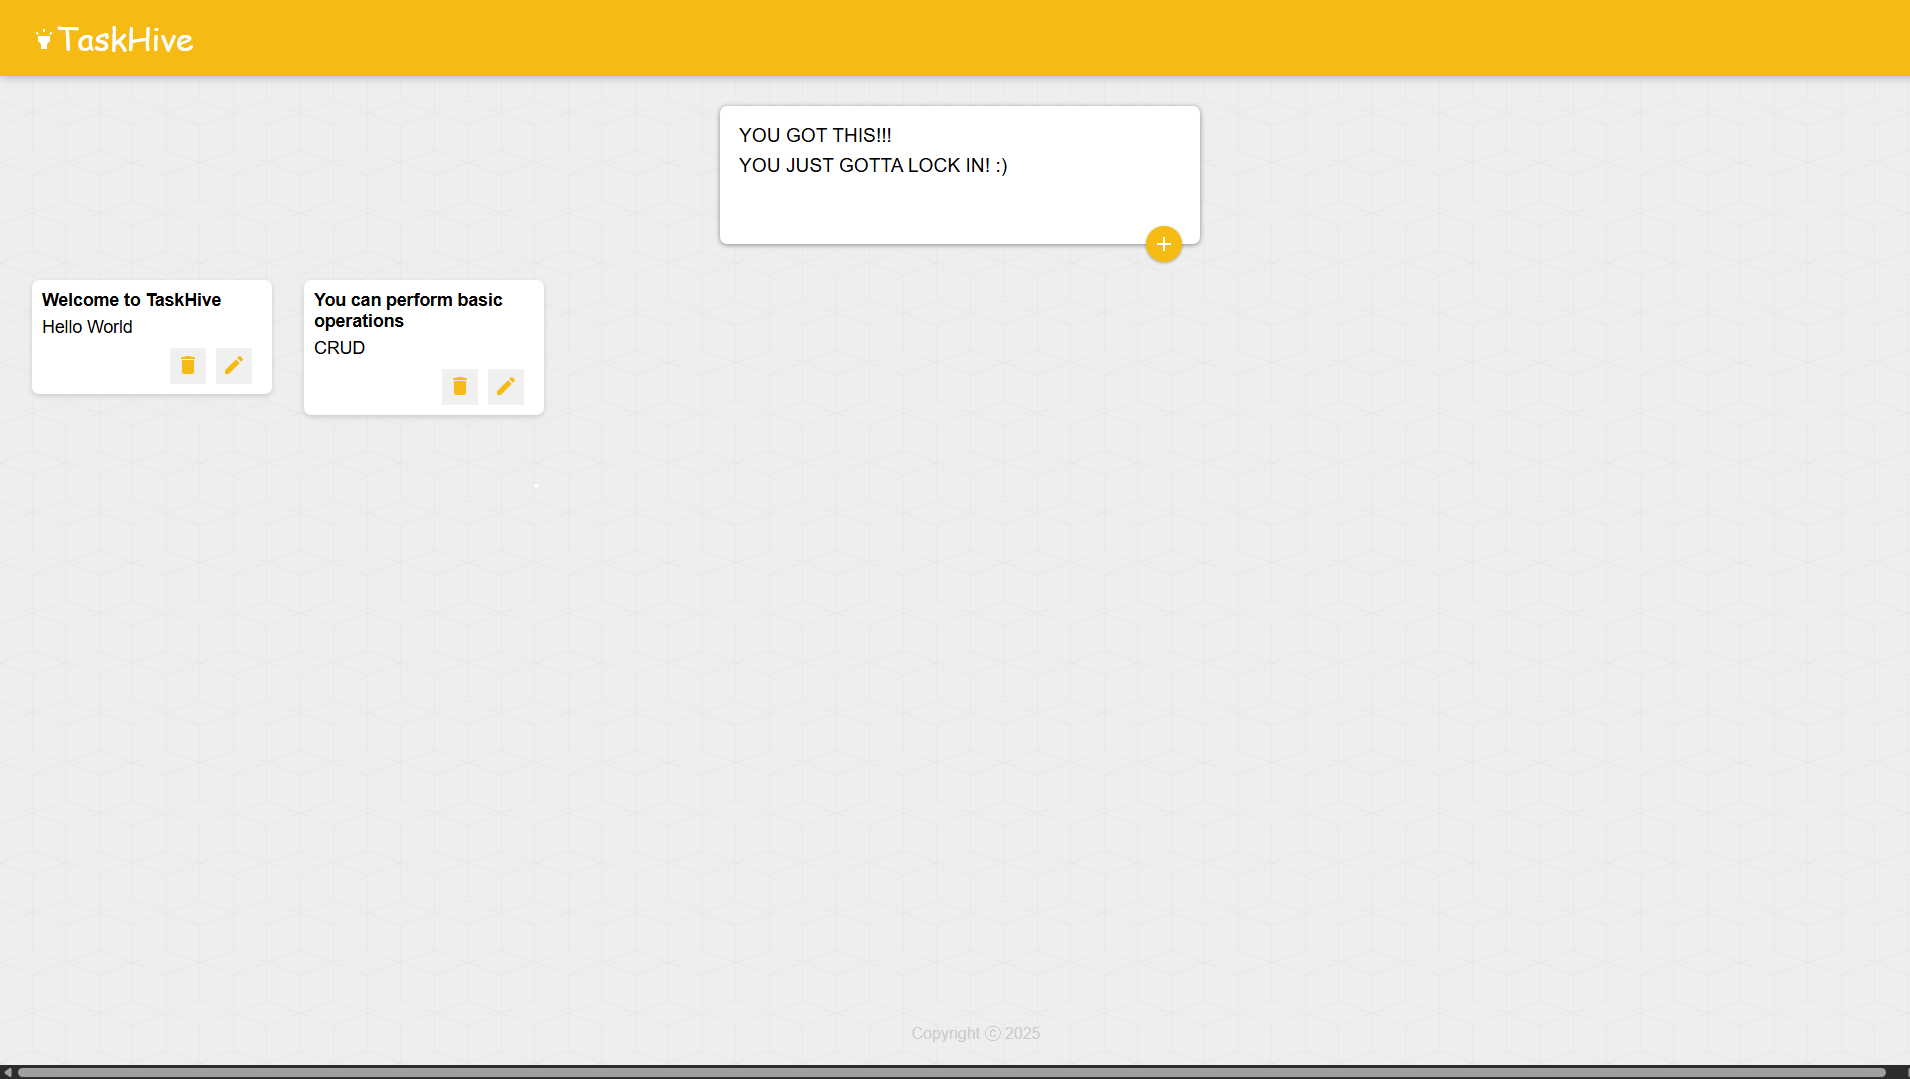 TaskHive
YOU GOT THIS!!!
YOU JUST GOTTA LOCK IN! :)
Welcome to TaskHive
Hello World
You can perform basic
operations
CRUD
Copyright ⓒ 2025